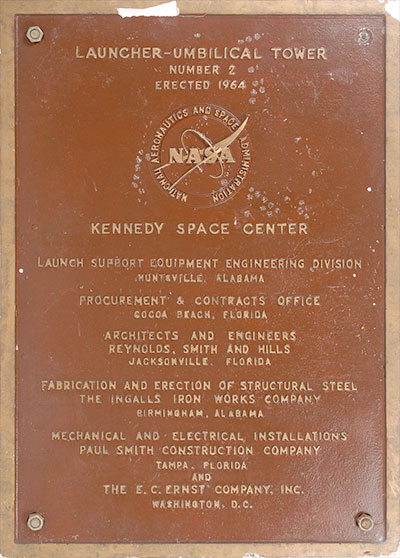 LAUNCHER-UMBILICAL TOWER
NUMBER 2
ERECTED 1964
NATIONAL AERONAUTICS AND SPACE ADMINISTRATION
NASA
KENNEDY SPACE CENTER
LAUNCH SUPPORT EQUIPMENT ENGINEERING DIVISION
HUNTSVILLE, ALABAMA
PROCUREMENT & CONTRACTS OFFICE
COCOA BEACH, FLORIDA
ARCHITECTS AND ENGINEERS
REYNOLDS, SMITH AND HILLS
JACKSONVILLE, FLORIDA
FABRICATION AND ERECTION OF STRUCTURAL STEEL
THE INGALLS IRON WORKS COMPANY
BIRMINGHAM, ALABAMA
MECHANICAL AND ELECTRICAL INSTALLATIONS
PAUL SMITH CONSTRUCTION COMPANY
TAMPA, FLORIDA
AND
THE E.C. ERNST COMPANY, INC.
WASHINGTON, D.C.